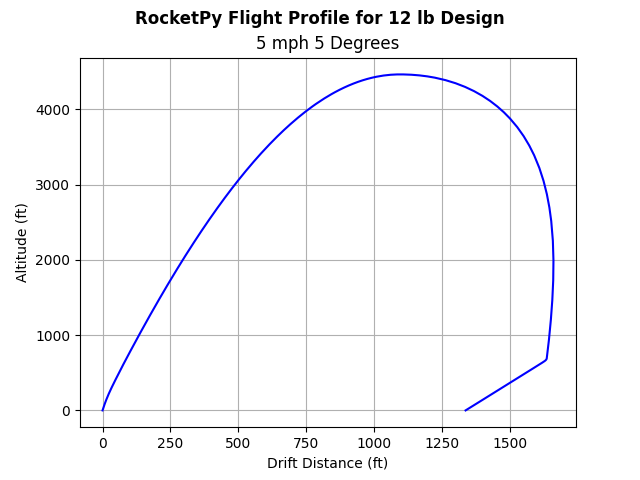 RocketPy Flight Profile for 12 lb Design
5 mph 5 Degrees
Altitude (ft)
4000
3000
2000
1000
0
0 250 500 750 1000 1250 1500
Drift Distance (ft)